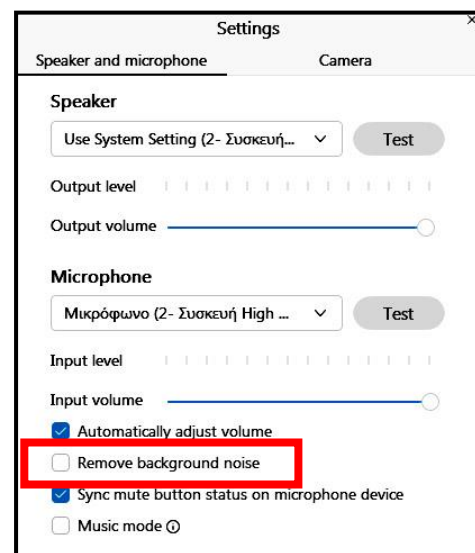 Settings
Speaker and microphone Camera
Speaker
Use System Setting (2- Συσκευή... Test
Output level
Output volume
Microphone
Μικρόφωνο (2- Συσκευή High ... Test
Input level
Input volume
Automatically adjust volume
Remove background noise
Sync mute button status on microphone device
Music mode